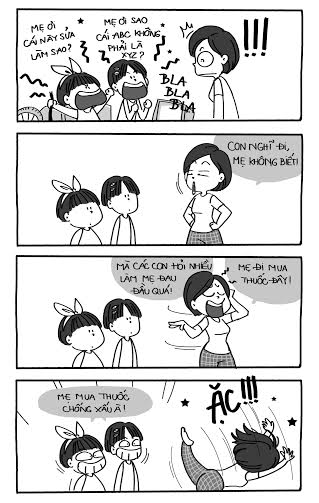 MẸ ƠI
CÁI NÀY SỬA
LÀM SAO?
MẸ ƠI SAO
CÁI ABC KHÔNG
PHẢI LÀ
XYZ?
BLA
BLA
BLA
!!!
CON NGHĨ ĐI,
MẸ KHÔNG BIẾT!
MÀ CÁC CON HỎI NHIỀU
LÀM MẸ ĐAU
ĐẦU QUÁ!
MẸ ĐI MUA
THUỐC ĐÂY!
MẸ MUA THUỐC
CHỐNG XẤU À!
ẶC!!!